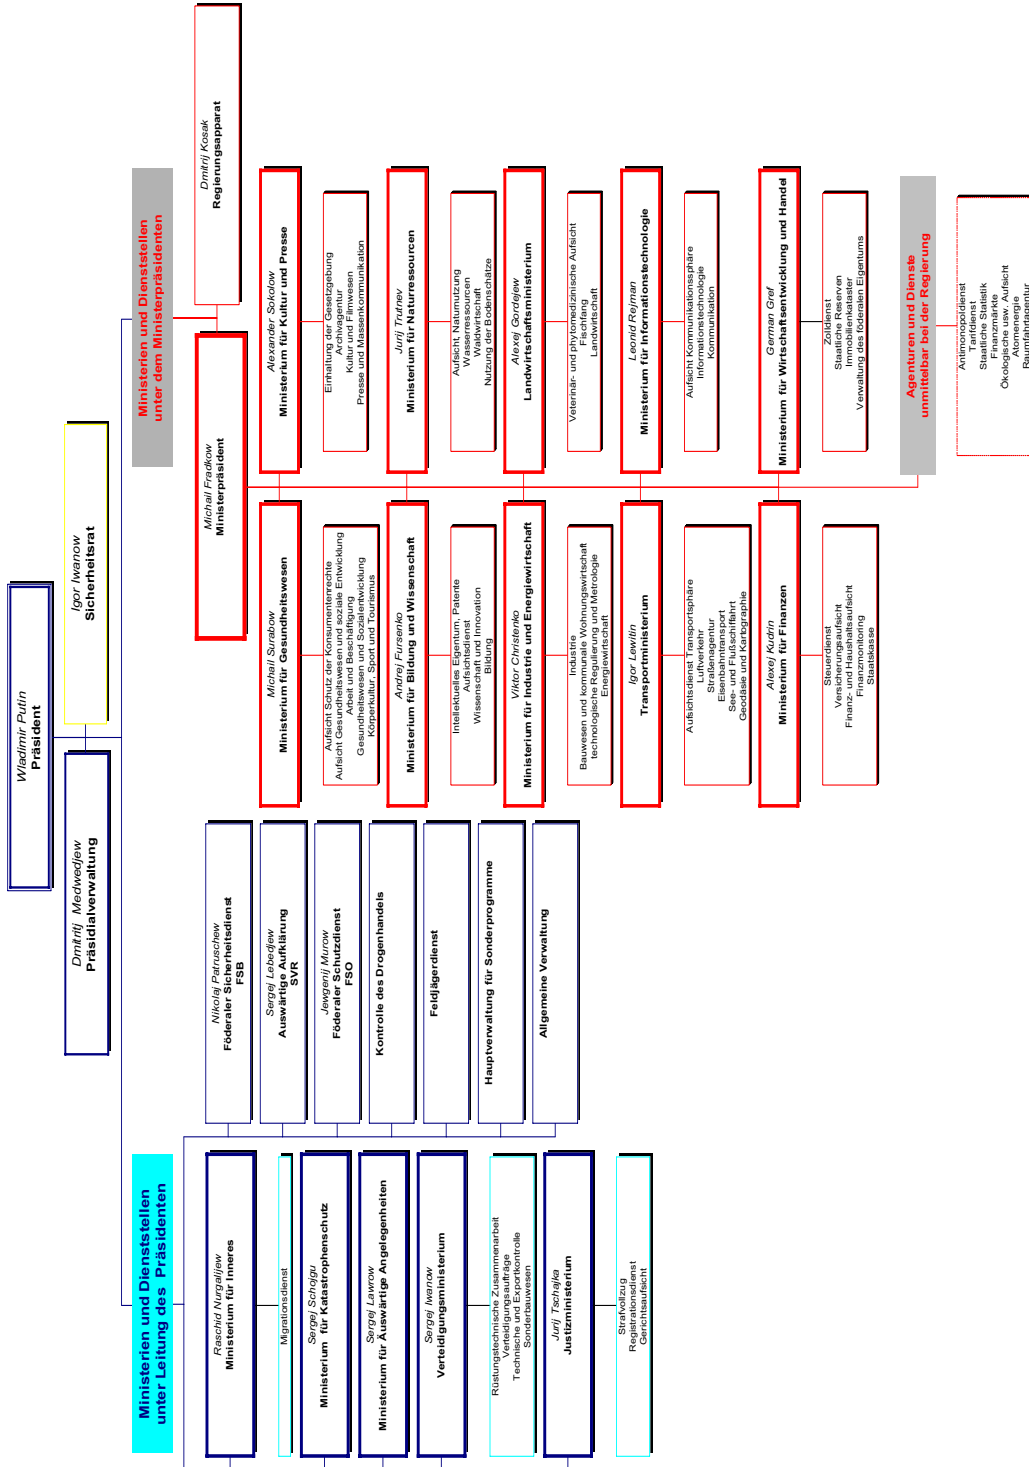 Wladimir Putin
Präsident
Dmitritj Medwedjew
Präsidialverwaltung
Igor Iwanow
Sicherheitsrat
Ministerien und Dienststellen
unter Leitung des Präsidenten
Raschid Nurgalijew
Ministerium für Inneres
Migrationsdienst
Sergej Schojgu
Ministerium für Katastrophenschutz
Sergej Lawrow
Ministerium für Äuswärtige Angelegenheiten
Sergej Iwanow
Verteidigungsministerium
Rüstungstechnische Zusammenarbeit
Verteidigungsaufträge
Technische und Exportkontrolle
Sonderbauwesen
Jurij Tschajka
Justizministerium
Strafvollzug
Registrationsdienst
Gerichtsaufsicht
Nikolaj Patruschew
Föderaler Sicherheitsdienst
FSB
Sergej Lebedjew
Auswärtige Aufklärung
SVR
Jewgenij Murow
Föderaler Schutzdienst
FSO
Kontrolle des Drogenhandels
Feldjägerdienst
Hauptverwaltung für Sonderprogramme
Allgemeine Verwaltung
Ministerien und Dienststellen
unter dem Ministerpräsidenten
Michail Fradkow
Ministerpräsident
Dmitrij Kosak
Regierungsapparat
Michail Surabow
Ministerium für Gesundheitswesen
Aufsicht Schutz der Konsumentenrechte
Aufsicht Gesundheitswesen und soziale Entwicklung
Arbeit und Beschäftigung
Gesundheitswesen und Sozialentwicklung
Körperkultur, Sport und Tourismus
Andrej Fursenko
Ministerium für Bildung und Wissenschaft
Intellektuelles Eigentum, Patente
Aufsichtsdienst
Wissenschaft und Innovation
Bildung
Viktor Christenko
Ministerium für Industrie und Energiewirtschaft
Industrie
Bauwesen und kommunale Wohnungswirtschaft
technologische Regulierung und Metrologie
Energiewirtschaft
Igor Lewitin
Transportministerium
Aufsichtsdienst Transportsphäre
Luftverkehr
Straßenagentur
Eisenbahntransport
See- und Flußschiffahrt
Geodäsie und Kartographie
Alexej Kudrin
Ministerium für Finanzen
Steuerdienst
Versicherungsaufsicht
Finanz- und Haushaltsaufsicht
Finanzmonitoring
Staatskasse
Alexander Sokolow
Ministerium für Kultur und Presse
Einhaltung der Gesetzgebung
Archivagentur
Kultur und Filmwesen
Presse und Massenkommunikation
Jurij Trutnev
Ministerium für Naturresourcen
Aufsicht, Naturnutzung
Wasserressourcen
Waldwirtschaft
Nutzung der Bodenschätze
Alexej Gordejew
Landwirtschaftsministerium
Veterinär- und phytomedizinische Aufsicht
Fischfang
Landwirtschaft
Leonid Rejman
Ministerium für Informationstechnologie
Aufsicht Kommunikationssphäre
Informationstechnologie
Kommunikation
German Gref
Ministerium für Wirtschaftsentwicklung und Handel
Zolldienst
Staatliche Reserven
Immobilienkataster
Verwaltung des föderalen Eigentums
Agenturen und Dienste
unmittelbar bei der Regierung
Antimonopoldienst
Tarifdienst
Staatliche Statistik
Finanzmärkte
Ökologische usw. Aufsicht
Atomenergie
Raumfahrtagentur